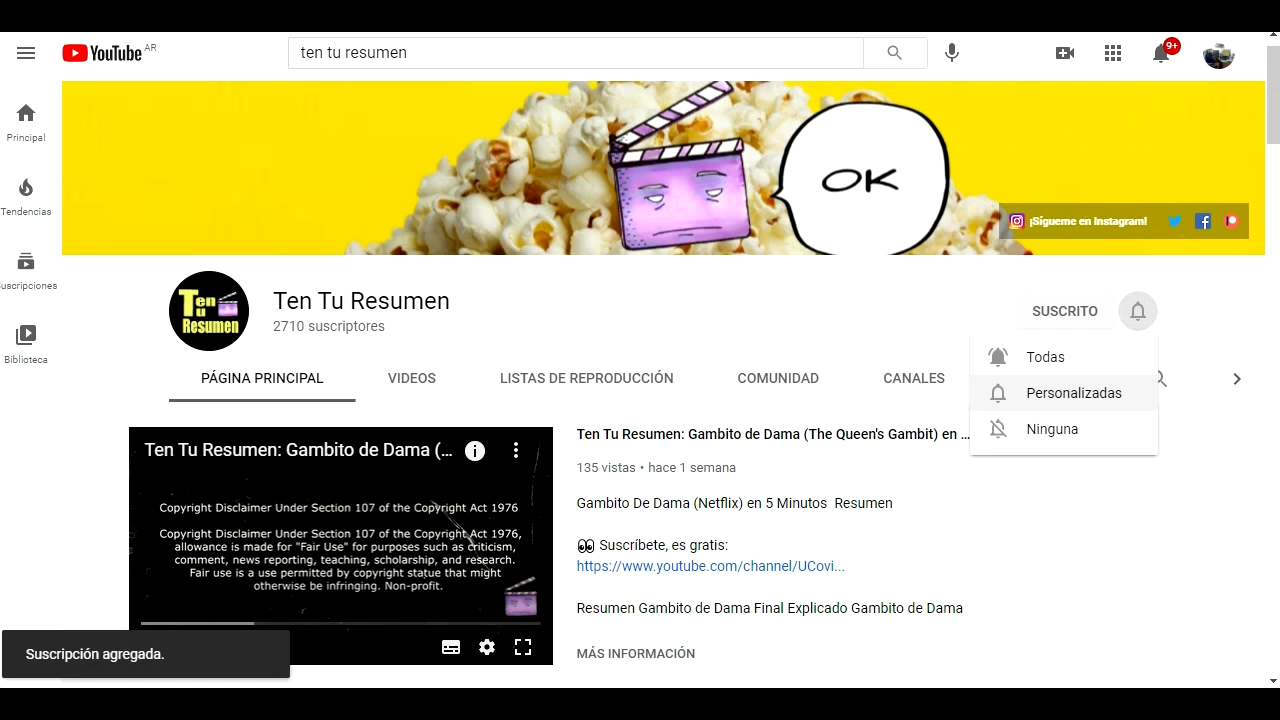 YouTube AR
ten tu resumen
9+
Principal
Tendencias
uscripciones
Biblioteca
OK
¡Sígueme en Instagram!
Ten
Tu
Resumen
Ten Tu Resumen
2710 suscriptores
SUSCRITO
Todas
Personalizadas
Ninguna
PÁGINA PRINCIPAL
VIDEOS
LISTAS DE REPRODUCCIÓN
COMUNIDAD
CANALES
Ten Tu Resumen: Gambito de Dama (...
Copyright Disclaimer Under Section 107 of the Copyright Act 1976
Copyright Disclaimer Under Section 107 of the Copyright Act 1976,
allowance is made for "Fair Use" for purposes such as criticism,
comment, news reporting, teaching, scholarship, and research.
Fair use is a use permitted by copyright statue that might
otherwise be infringing. Non-profit.
Ten Tu Resumen: Gambito de Dama (The Queen's Gambit) en ...
135 vistas • hace 1 semana
Gambito De Dama (Netflix) en 5 Minutos Resumen
👀 Suscríbete, es gratis:
https://www.youtube.com/channel/UCovi...
Resumen Gambito de Dama Final Explicado Gambito de Dama
MÁS INFORMACIÓN
Suscripción agregada.